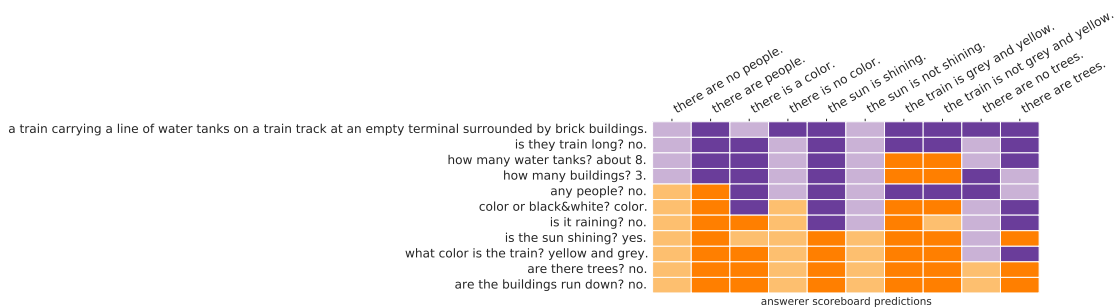 there are no people.
there are people.
there is a color.
there is no color.
the sun is shining.
the sun is not shining.
the train is grey and yellow.
the train is not grey and yellow.
there are no trees.
there are trees.
a train carrying a line of water tanks on a train track at an empty terminal surrounded by brick buildings.
is they train long? no.
how many water tanks? about 8.
how many buildings? 3.
any people? no.
color or black&white? color.
is it raining? no.
is the sun shining? yes.
what color is the train? yellow and grey.
are there trees? no.
are the buildings run down? no.
answerer scoreboard predictions